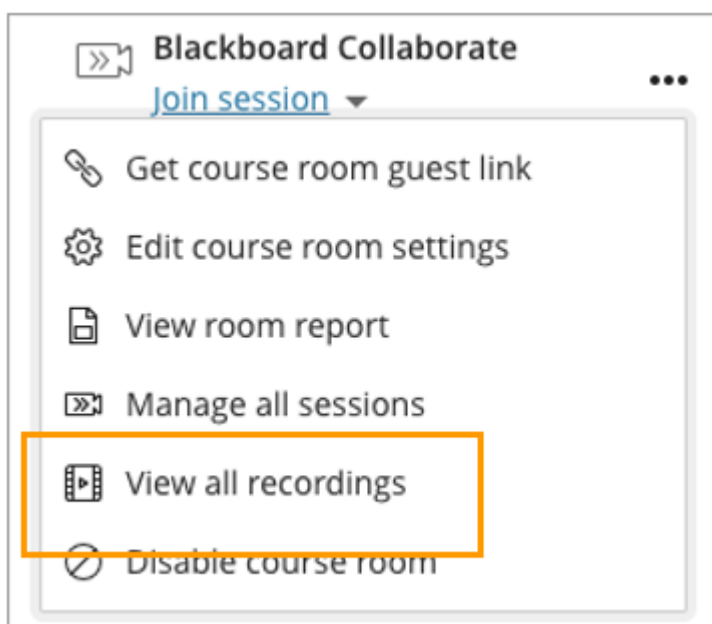 Blackboard Collaborate
Join session
Get course room guest link
Edit course room settings
View room report
Manage all sessions
View all recordings
Disable course room